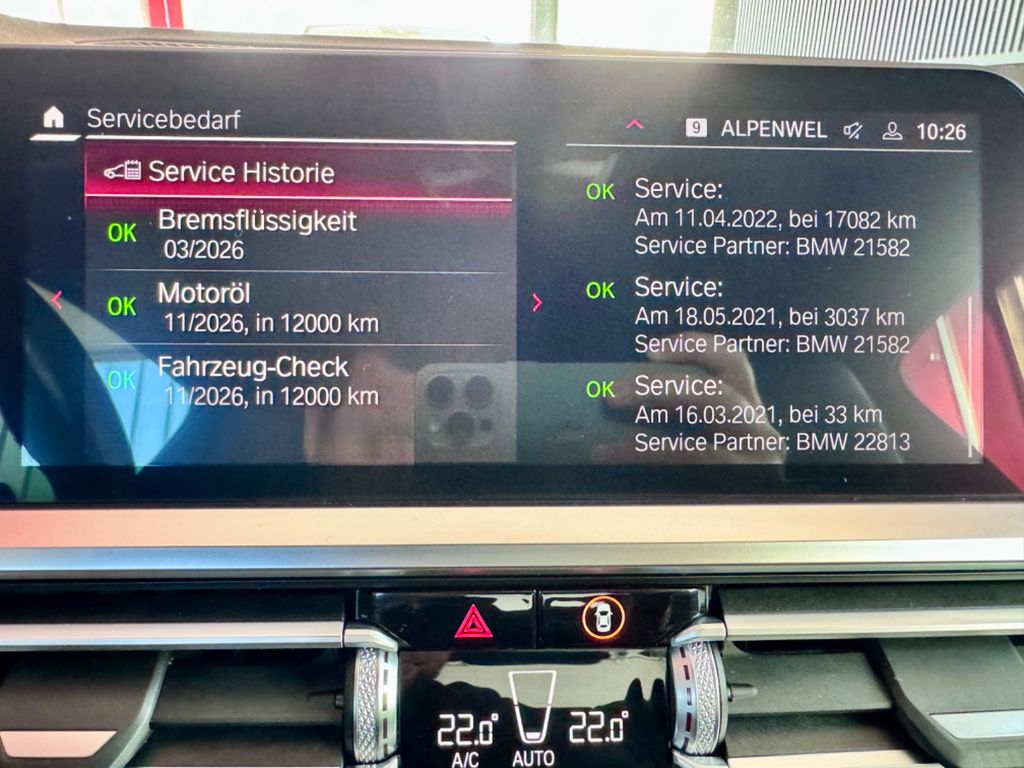 Servicebedarf
9 ALPENWEL 10:26
Service Historie
OK Bremsflüssigkeit
03/2026
OK Motoröl
11/2026, in 12000 km
OK Fahrzeug-Check
11/2026, in 12000 km
OK Service:
Am 11.04.2022, bei 17082 km
Service Partner: BMW 21582
OK Service:
Am 18.05.2021, bei 3037 km
Service Partner: BMW 21582
OK Service:
Am 16.03.2021, bei 33 km
Service Partner: BMW 22813
22.0° 22.0°
A/C AUTO